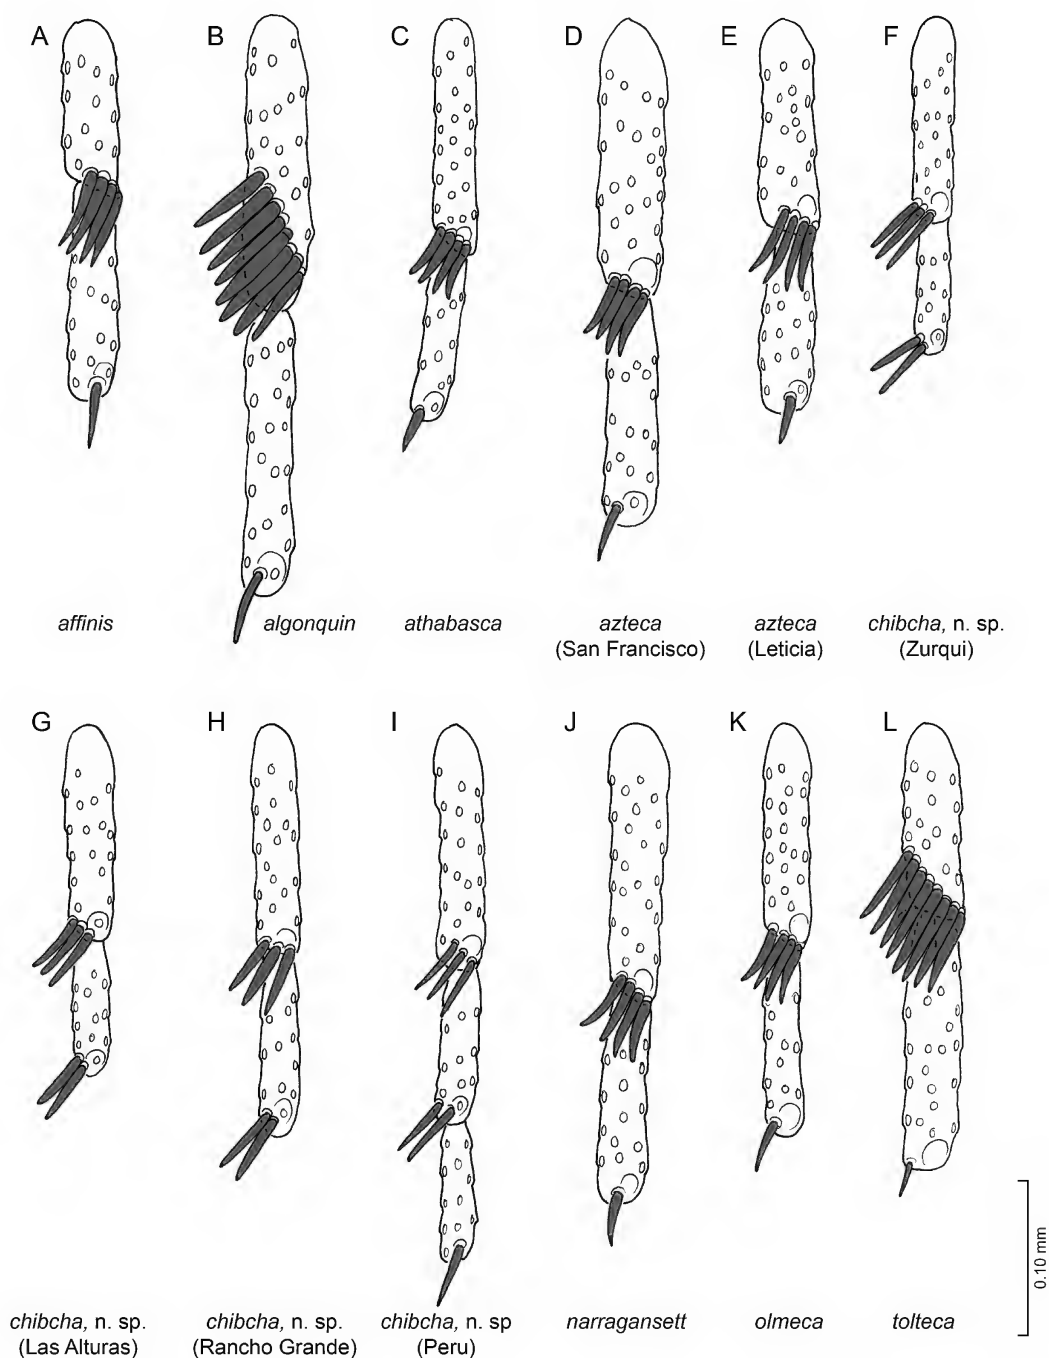 A B C D E F
affinis algonquin athabasca azteca azteca chibcha, n. sp.
(San Francisco) (Leticia) (Zurqui)
G H I J K L
0.10 mm
chibcha, n. sp. chibcha, n. sp. chibcha, n. sp narragansett olmeca tolteca
(Las Alturas) (Rancho Grande) (Peru)